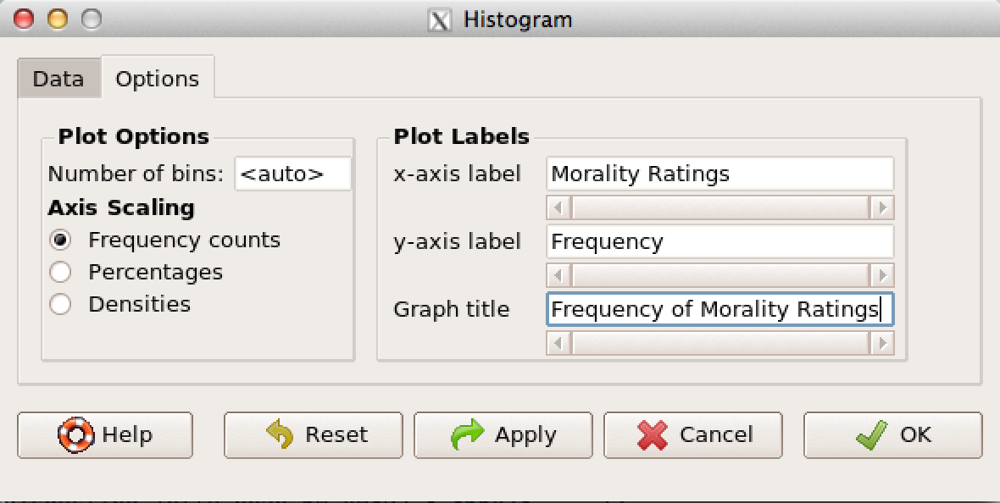 Histogram
Data
Options
Plot Options
Number of bins: <auto>
Axis Scaling
Frequency counts
Percentages
Densities
Plot Labels
x-axis label Morality Ratings
y-axis label Frequency
Graph title Frequency of Morality Ratings
Help
Reset
Apply
Cancel
OK